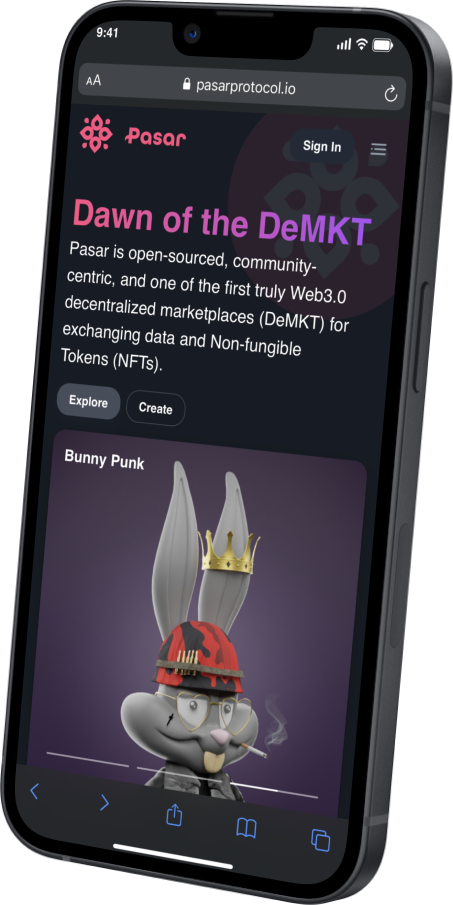 9:41
AA
pasarprotocol.io
Pasar
Sign In
Dawn of the DeMKT
Pasar is open-sourced, community-
centric, and one of the first truly Web3.0
decentralized marketplaces (DeMKT) for
exchanging data and Non-fungible
Tokens (NFTs).
Explore
Create
Bunny Punk